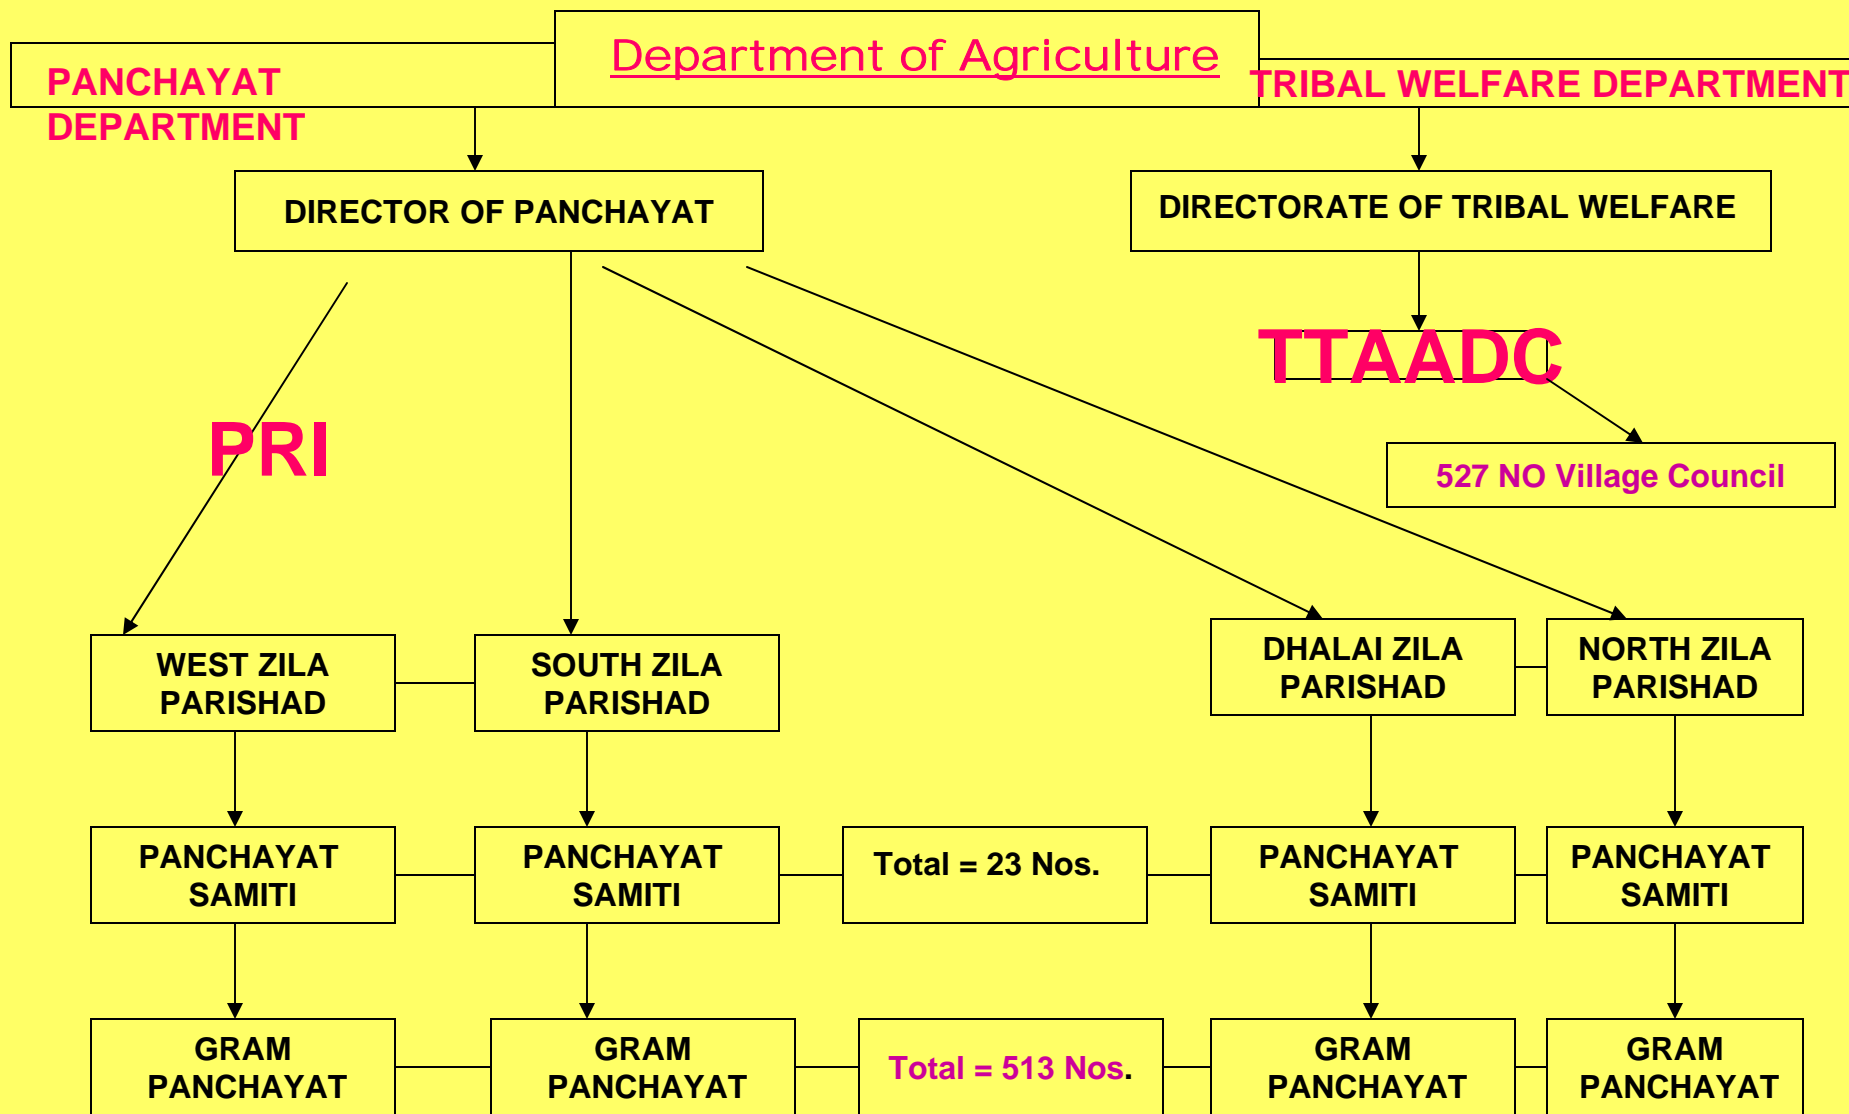 Department of Agriculture
PANCHAYAT
DEPARTMENT
TRIBAL WELFARE DEPARTMENT
DIRECTOR OF PANCHAYAT
DIRECTORATE OF TRIBAL WELFARE
TTAADC
PRI
527 NO Village Council
WEST ZILA
PARISHAD
SOUTH ZILA
PARISHAD
DHALAI ZILA
PARISHAD
NORTH ZILA
PARISHAD
PANCHAYAT
SAMITI
PANCHAYAT
SAMITI
Total = 23 Nos.
PANCHAYAT
SAMITI
PANCHAYAT
SAMITI
GRAM
PANCHAYAT
GRAM
PANCHAYAT
Total = 513 Nos.
GRAM
PANCHAYAT
GRAM
PANCHAYAT